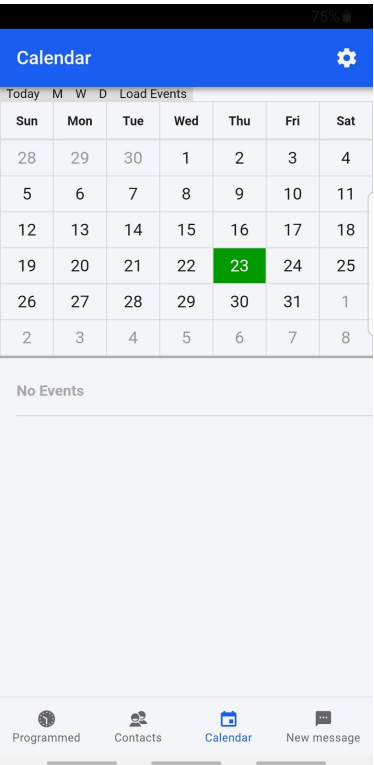 75%
Calendar
Today M W D Load Events
Sun Mon Tue Wed Thu Fri Sat
28 29 30 1 2 3 4
5 6 7 8 9 10 11
12 13 14 15 16 17 18
19 20 21 22 23 24 25
26 27 28 29 30 31 1
2 3 4 5 6 7 8
No Events
Programmed Contacts Calendar New message